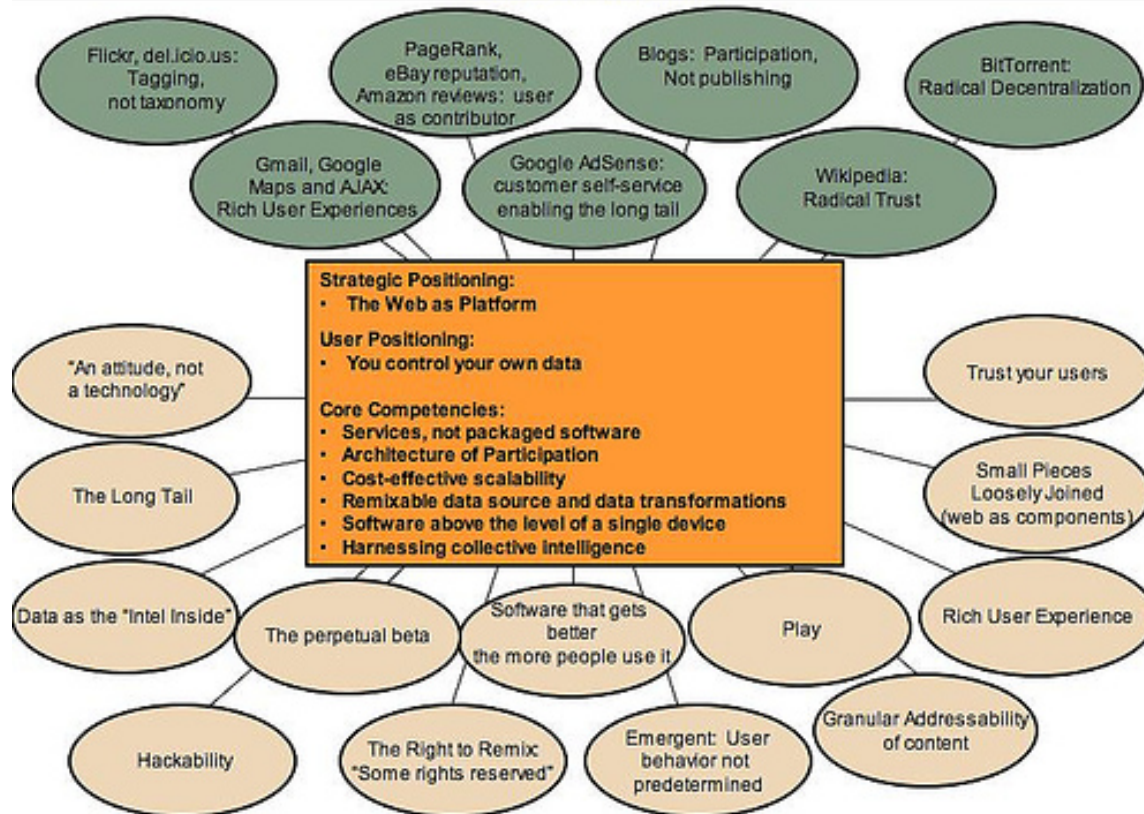 Flickr, del.icio.us:
Tagging,
not taxonomy
PageRank,
eBay reputation,
Amazon reviews: user
as contributor
Blogs: Participation,
Not publishing
BitTorrent:
Radical Decentralization
Gmail, Google
Maps and AJAX:
Rich User Experiences
Google AdSense:
customer self-service
enabling the long tail
Wikipedia:
Radical Trust
Strategic Positioning:
• The Web as Platform
User Positioning:
• You control your own data
Core Competencies:
• Services, not packaged software
• Architecture of Participation
• Cost-effective scalability
• Remixable data source and data transformations
• Software above the level of a single device
• Harnessing collective intelligence
"An attitude, not
a technology"
Trust your users
The Long Tail
Small Pieces
Loosely Joined
(web as components)
Data as the "Intel Inside"
The perpetual beta
Software that gets
better
the more people use it
Play
Rich User Experience
Hackability
The Right to Remix:
"Some rights reserved"
Emergent: User
behavior not
predetermined
Granular Addressability
of content